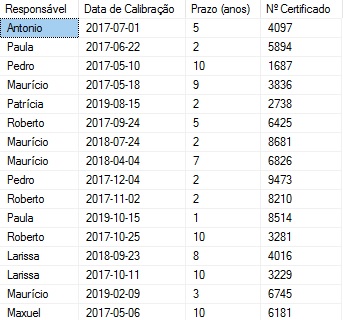 Responsável Data de Calibração Prazo (anos) Nº Certificado
Antonio 2017-07-01 5 4097
Paula 2017-06-22 2 5894
Pedro 2017-05-10 10 1687
Maurício 2017-05-18 9 3836
Patrícia 2019-08-15 2 2738
Roberto 2017-09-24 5 6425
Maurício 2018-07-24 2 8681
Maurício 2018-04-04 7 6826
Pedro 2017-12-04 2 9473
Roberto 2017-11-02 2 8210
Paula 2019-10-15 1 8514
Roberto 2017-10-25 10 3281
Larissa 2018-09-23 8 4016
Larissa 2017-10-11 10 3229
Maurício 2019-02-09 3 6745
Maxuel 2017-05-06 10 6181